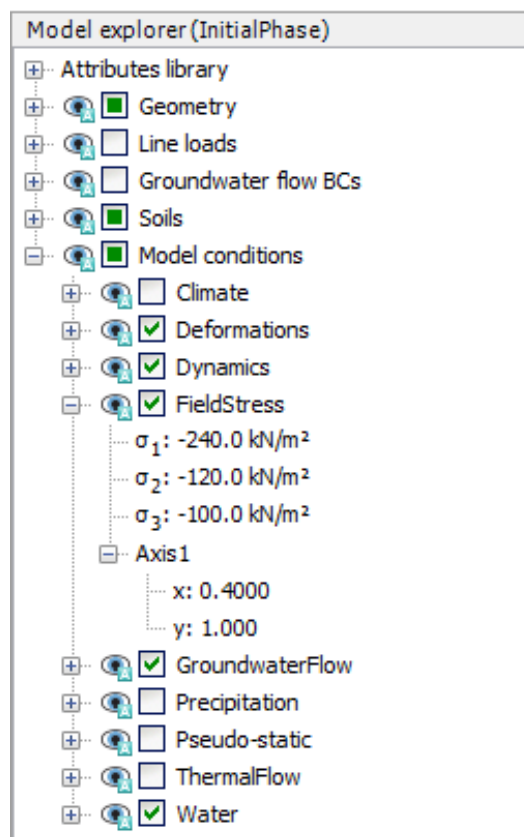 Model explorer (InitialPhase)
Attributes library
Geometry
Line loads
Groundwater flow BCs
Soils
Model conditions
Climate
Deformations
Dynamics
FieldStress
σ₁: -240.0 kN/m²
σ₂: -120.0 kN/m²
σ₃: -100.0 kN/m²
Axis1
x: 0.4000
y: 1.000
GroundwaterFlow
Precipitation
Pseudo-static
ThermalFlow
Water